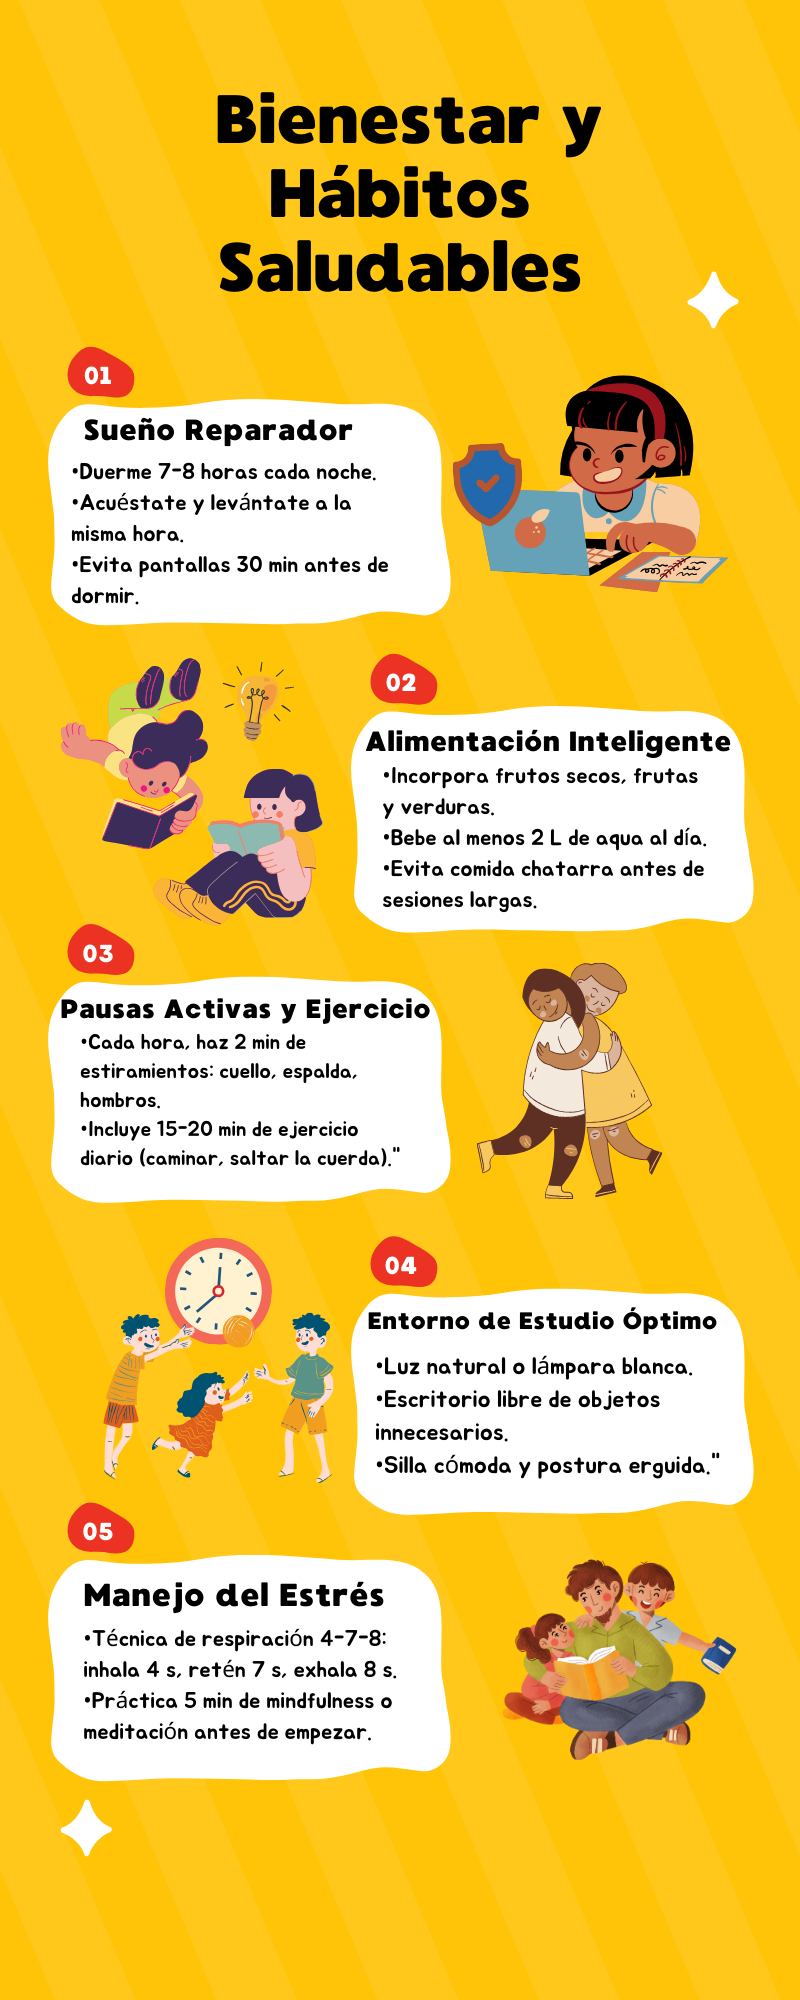 Bienestar y
Hábitos
Saludables
01
Sueño Reparador
•Duerme 7-8 horas cada noche.
•Acuéstate y levántate a la
misma hora.
•Evita pantallas 30 min antes de
dormir.
02
Alimentación Inteligente
•Incorpora frutos secos, frutas
y verduras.
•Bebe al menos 2 L de aqua al día.
•Evita comida chatarra antes de
sesiones largas.
03
Pausas Activas y Ejercicio
•Cada hora, haz 2 min de
estiramientos: cuello, espalda,
hombros.
•Incluye 15-20 min de ejercicio
diario (caminar, saltar la cuerda)."
04
Entorno de Estudio Óptimo
•Luz natural o lámpara blanca.
•Escritorio libre de objetos
innecesarios.
•Silla cómoda y postura erguida."
05
Manejo del Estrés
•Técnica de respiración 4-7-8:
inhala 4 s, retén 7 s, exhala 8 s.
•Práctica 5 min de mindfulness o
meditación antes de empezar.